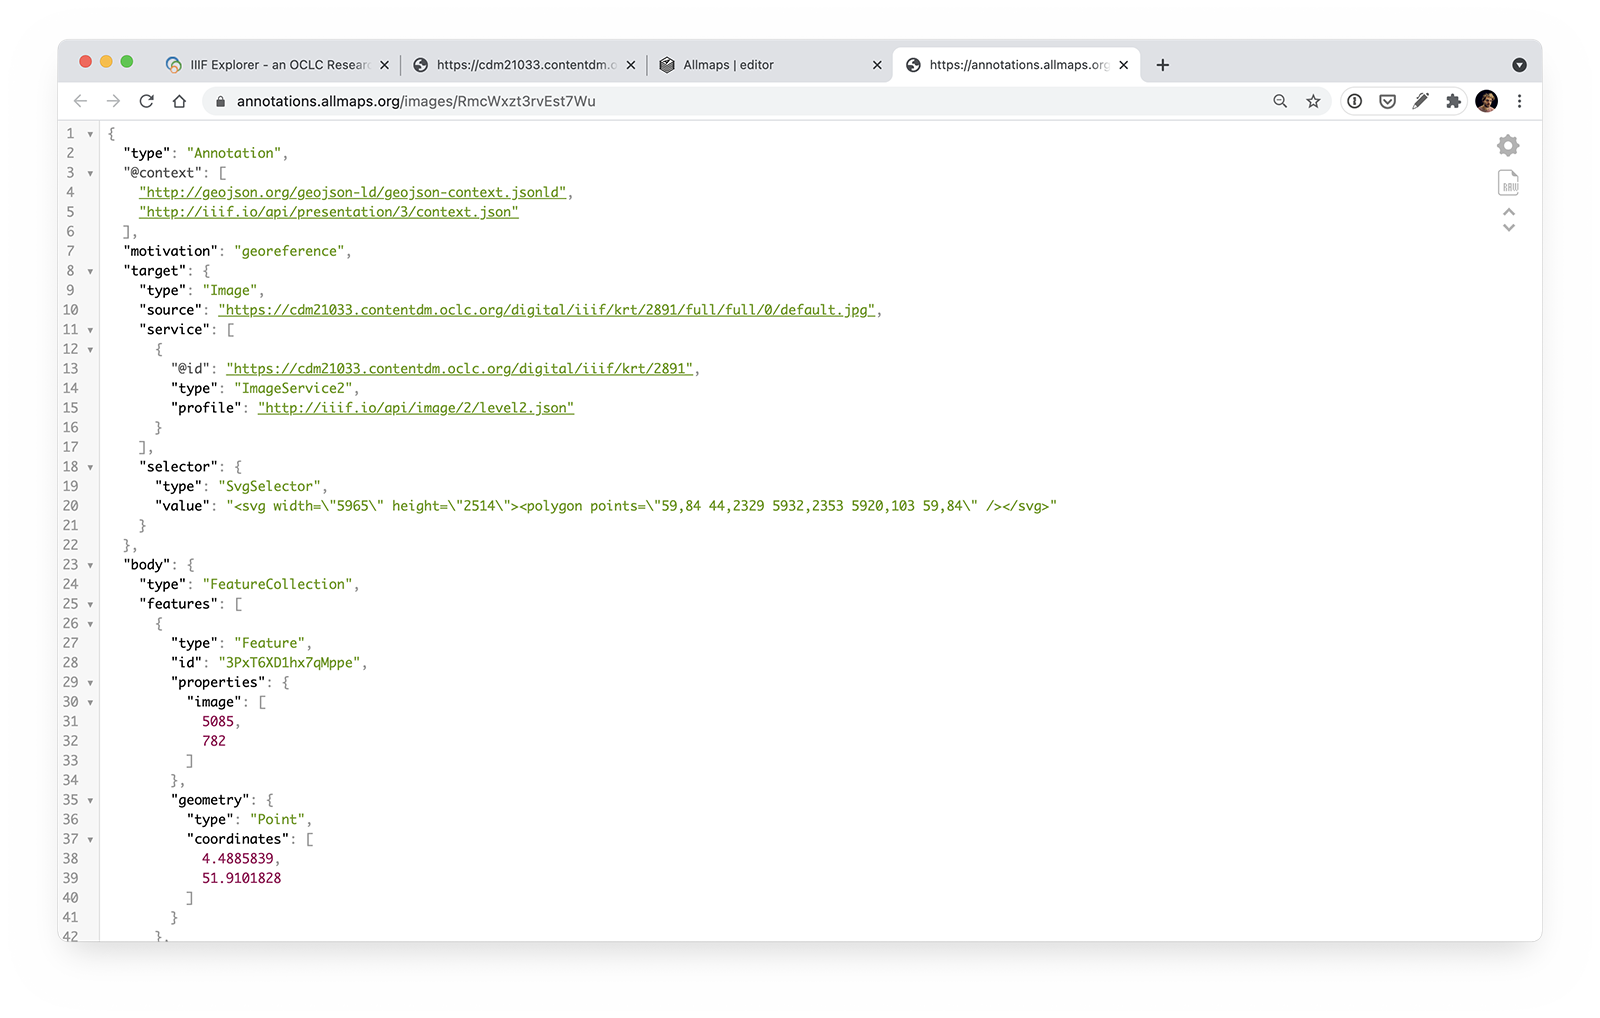 IIIF Explorer - an OCLC Resear
https://cdm21033.contentdm.o
Allmaps | editor
https://annotations.allmaps.org
annotations.allmaps.org/images/RmcWxzt3rvEst7Wu
1 {
2 "type": "Annotation",
3 "@context": [
4 "http://geojson.org/geojson-ld/geojson-context.jsonld",
5 "http://iiif.io/api/presentation/3/context.json"
6 ],
7 "motivation": "georeference",
8 "target": {
9 "type": "Image",
10 "source": "https://cdm21033.contentdm.oclc.org/digital/iiif/krt/2891/full/full/0/default.jpg",
11 "service": [
12 {
13 "@id": "https://cdm21033.contentdm.oclc.org/digital/iiif/krt/2891",
14 "type": "ImageService2",
15 "profile": "http://iiif.io/api/image/2/level2.json"
16 }
17 ],
18 "selector": {
19 "type": "SvgSelector",
20 "value": "<svg width=\"5965\" height=\"2514\"><polygon points=\"59,84 44,2329 5932,2353 5920,103 59,84\" /></svg>"
21 }
22 },
23 "body": {
24 "type": "FeatureCollection",
25 "features": [
26 {
27 "type": "Feature",
28 "id": "3PxT6XD1hx7qMppe",
29 "properties": {
30 "image": [
31 5085,
32 782
33 ]
34 },
35 "geometry": {
36 "type": "Point",
37 "coordinates": [
38 4.4885839,
39 51.9101828
40 ]
41 }
42 },
RAW